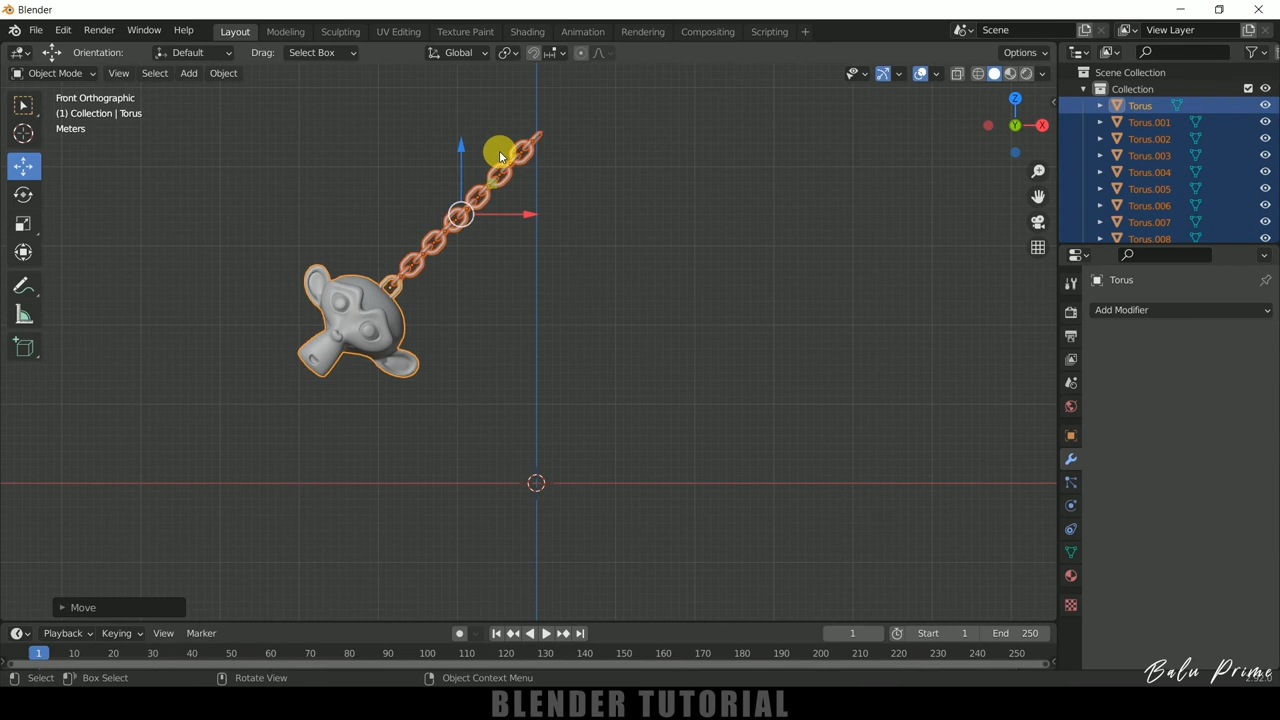 Blender
File Edit Render Window Help Layout Modeling Sculpting UV Editing Texture Paint Shading Animation Rendering Compositing Scripting + Scene View Layer
Orientation: Default Drag: Select Box Global Options
Object Mode View Select Add Object
Front Orthographic
(1) Collection | Torus
Meters
Z
Y
X
Scene Collection
Collection
Torus
Torus.001
Torus.002
Torus.003
Torus.004
Torus.005
Torus.006
Torus.007
Torus.008
Torus
Add Modifier
Move
Playback Keying View Marker 1 Start 1 End 250
1 10 20 30 40 50 60 70 80 90 100 110 120 130 140 150 160 170 180 190 200 210 220 230 240 250
Select Box Select Rotate View Object Context Menu 2.92.0
Balu Prime
BLENDER TUTORIAL